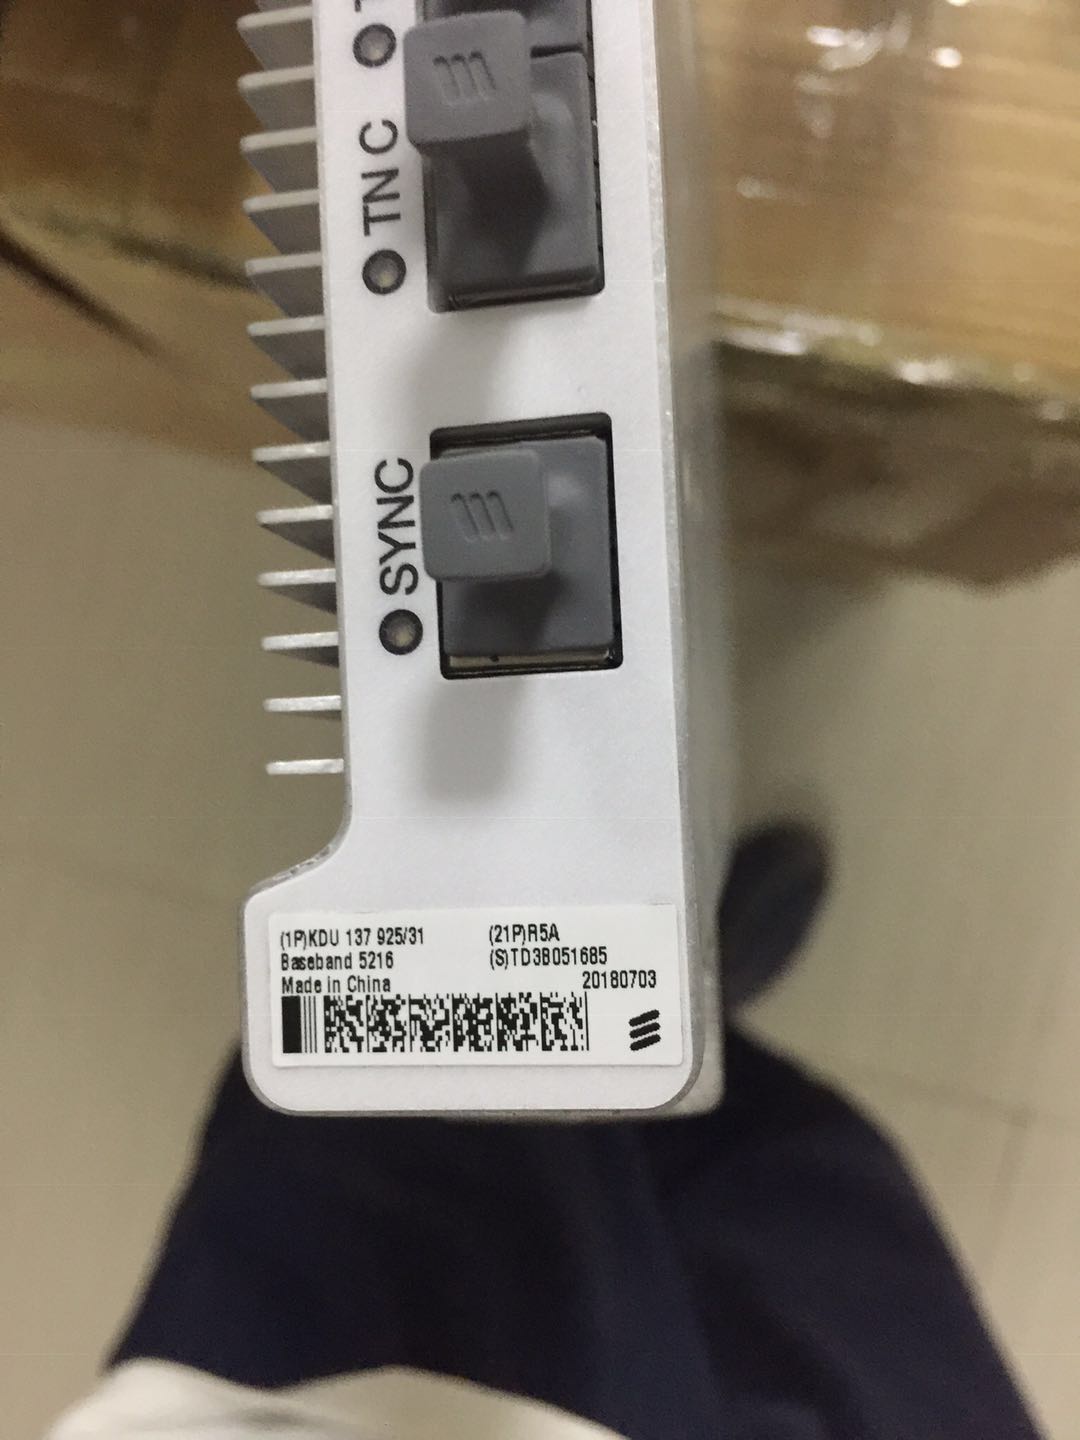 TN C
SYNC
(1P)KDU 137 925/31 (21P)R5A
Baseband 5216 (S)TD3B051685
Made in China 20180703